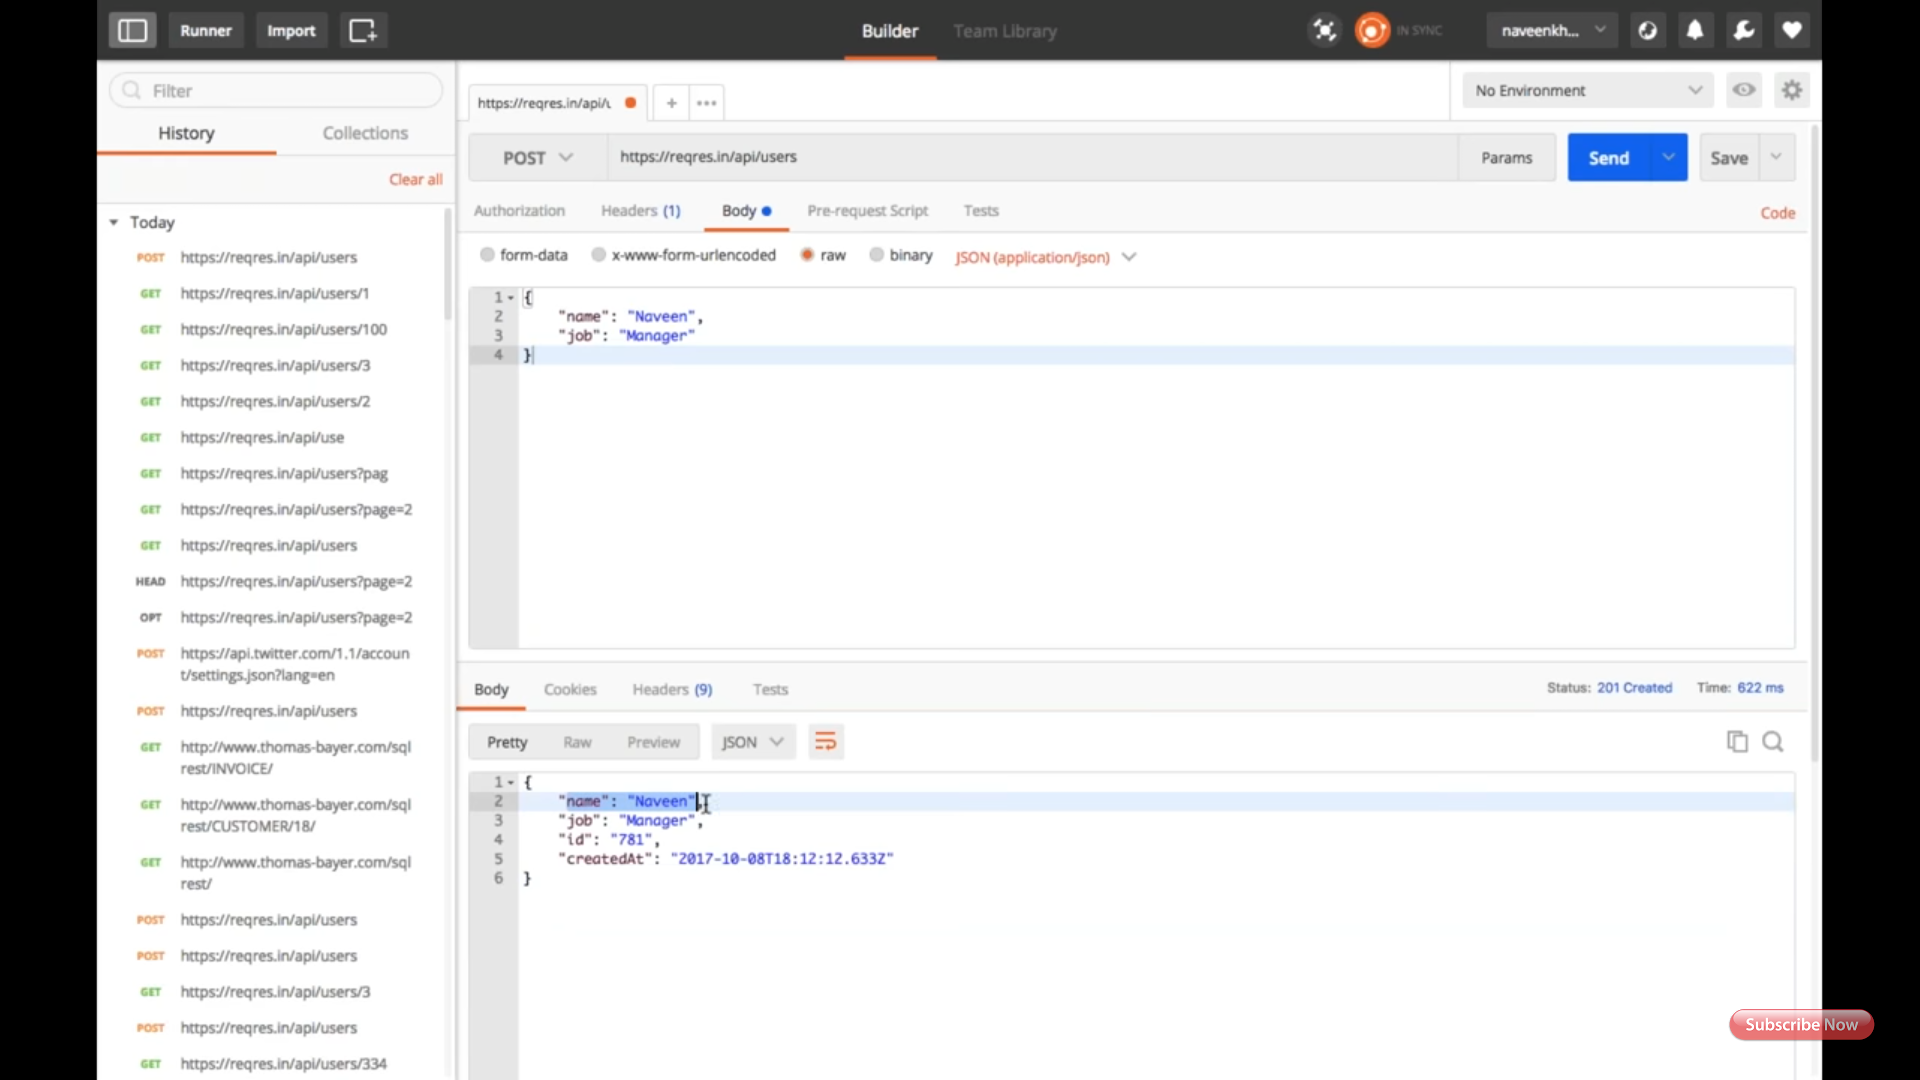 Runner
Import
Builder
Team Library
IN SYNC
naveenkh...
Filter
History
Collections
Clear all
Today
POST https://reqres.in/api/users
GET https://reqres.in/api/users/1
GET https://reqres.in/api/users/100
GET https://reqres.in/api/users/3
GET https://reqres.in/api/users/2
GET https://reqres.in/api/use
GET https://reqres.in/api/users?pag
GET https://reqres.in/api/users?page=2
GET https://reqres.in/api/users
HEAD https://reqres.in/api/users?page=2
OPT https://reqres.in/api/users?page=2
POST https://api.twitter.com/1.1/accoun
t/settings.json?lang=en
POST https://reqres.in/api/users
GET http://www.thomas-bayer.com/sql
rest/INVOICE/
GET http://www.thomas-bayer.com/sql
rest/CUSTOMER/18/
GET http://www.thomas-bayer.com/sql
rest/
POST https://reqres.in/api/users
POST https://reqres.in/api/users
GET https://reqres.in/api/users/3
POST https://reqres.in/api/users
GET https://reqres.in/api/users/334
https://reqres.in/api/u
No Environment
POST
https://reqres.in/api/users
Params
Send
Save
Authorization
Headers (1)
Body
Pre-request Script
Tests
Code
form-data
x-www-form-urlencoded
raw
binary
JSON (application/json)
1 {
2 "name": "Naveen",
3 "job": "Manager"
4 }
Body
Cookies
Headers (9)
Tests
Status: 201 Created
Time: 622 ms
Pretty
Raw
Preview
JSON
1 {
2 "name": "Naveen",
3 "job": "Manager",
4 "id": "781",
5 "createdAt": "2017-10-08T18:12:12.633Z"
6 }
Subscribe Now